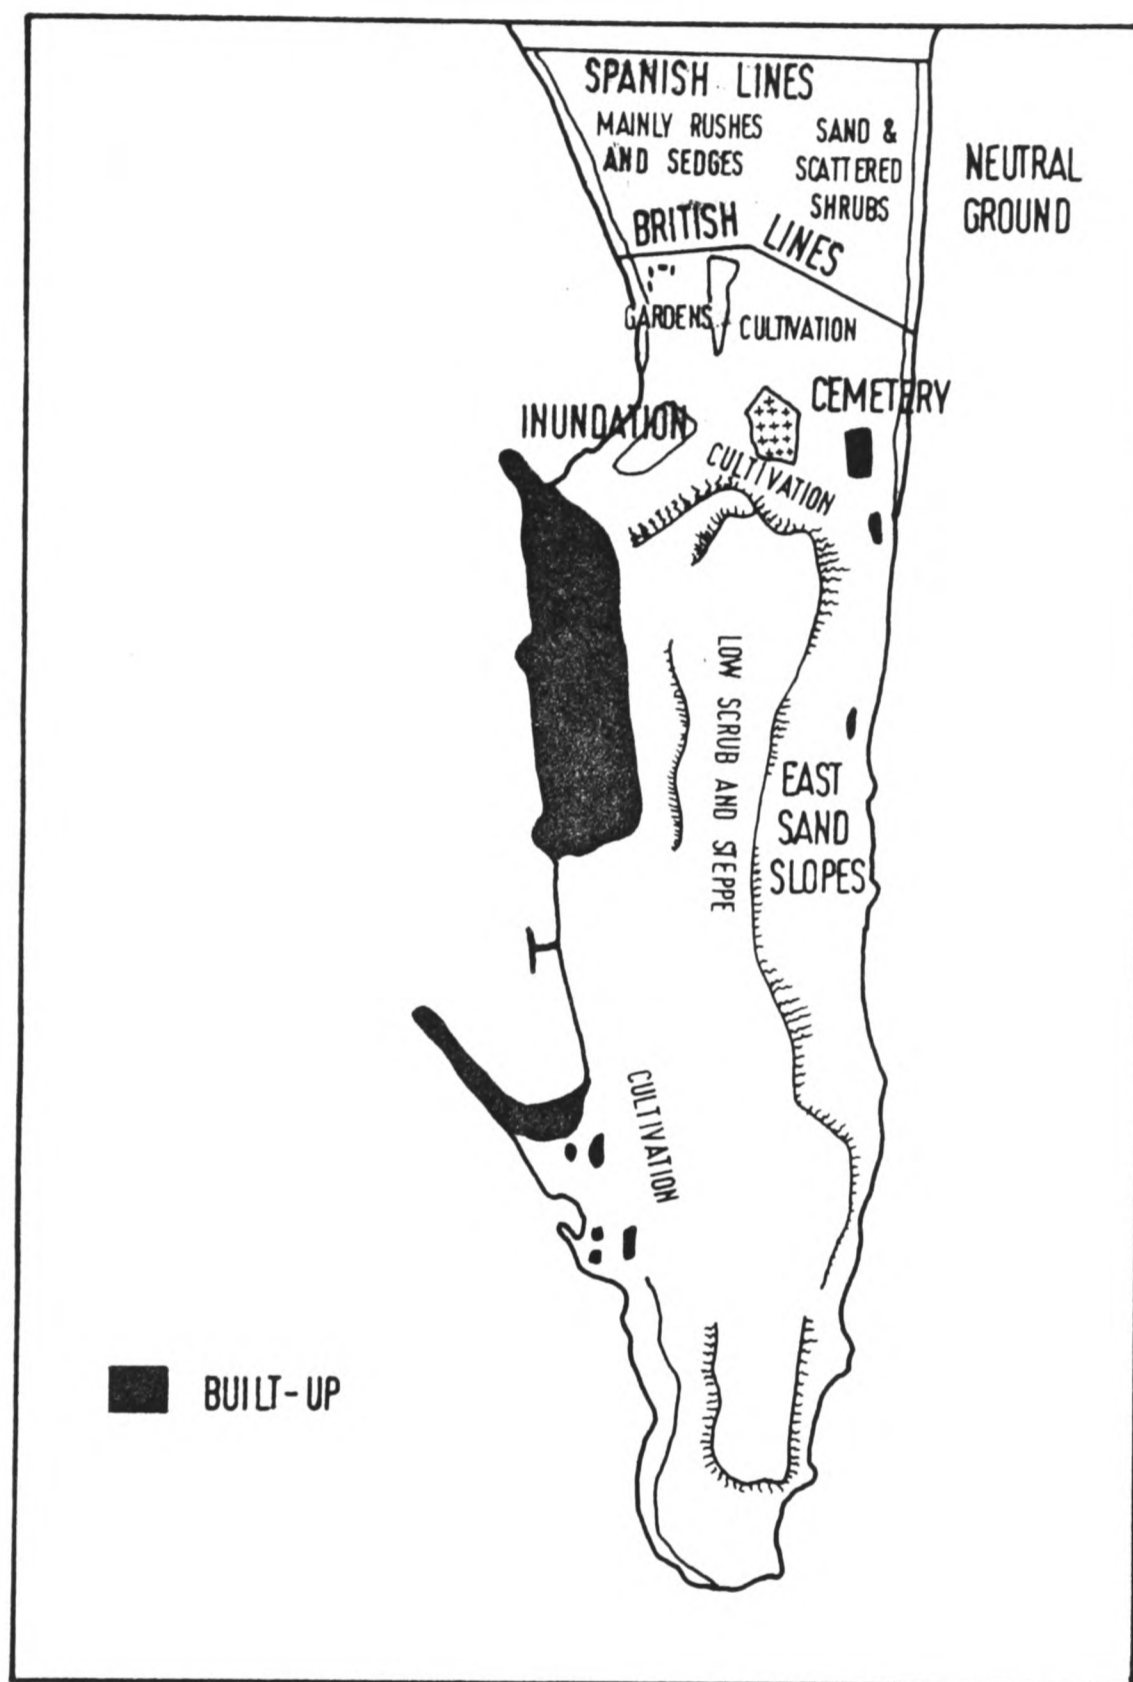 SPANISH LINES
MAINLY RUSHES
AND SEDGES
SAND &
SCATTERED
SHRUBS
NEUTRAL
GROUND
BRITISH LINES
GARDENS
CULTIVATION
INUNDATION
CEMETERY
CULTIVATION
LOW SCRUB AND STEPPE
EAST
SAND
SLOPES
CULTIVATION
BUILT-UP